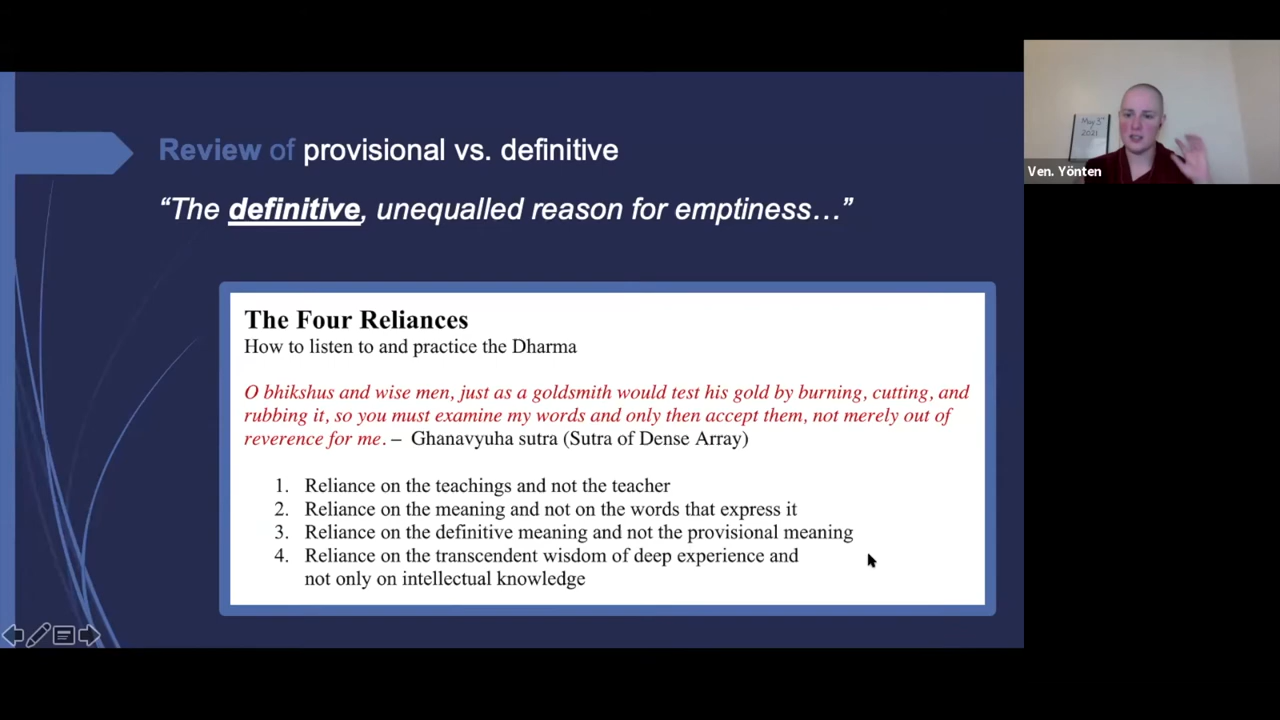 Review of provisional vs. definitive
“The definitive, unequalled reason for emptiness…”
The Four Reliances
How to listen to and practice the Dharma
O bhikshus and wise men, just as a goldsmith would test his gold by burning, cutting, and
rubbing it, so you must examine my words and only then accept them, not merely out of
reverence for me. – Ghanavyuha sutra (Sutra of Dense Array)
1. Reliance on the teachings and not the teacher
2. Reliance on the meaning and not on the words that express it
3. Reliance on the definitive meaning and not the provisional meaning
4. Reliance on the transcendent wisdom of deep experience and
not only on intellectual knowledge
May 5
2021
Ven. Yönten